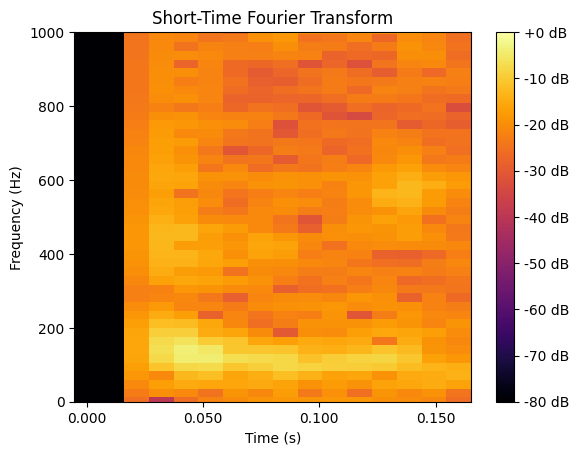 Short-Time Fourier Transform
1000
800
600
400
200
0
Frequency (Hz)
0.000
0.050
0.100
0.150
Time (s)
+0 dB
-10 dB
-20 dB
-30 dB
-40 dB
-50 dB
-60 dB
-70 dB
-80 dB